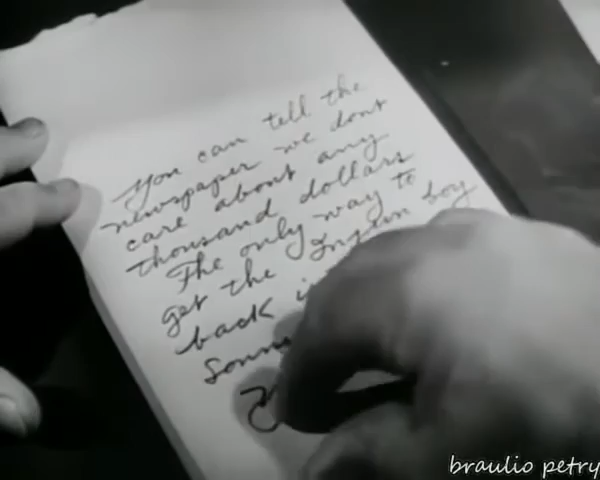 You can tell the
newspaper we dont
care about any
thousand dollars
The only way to
get the boy
back
braulio petry